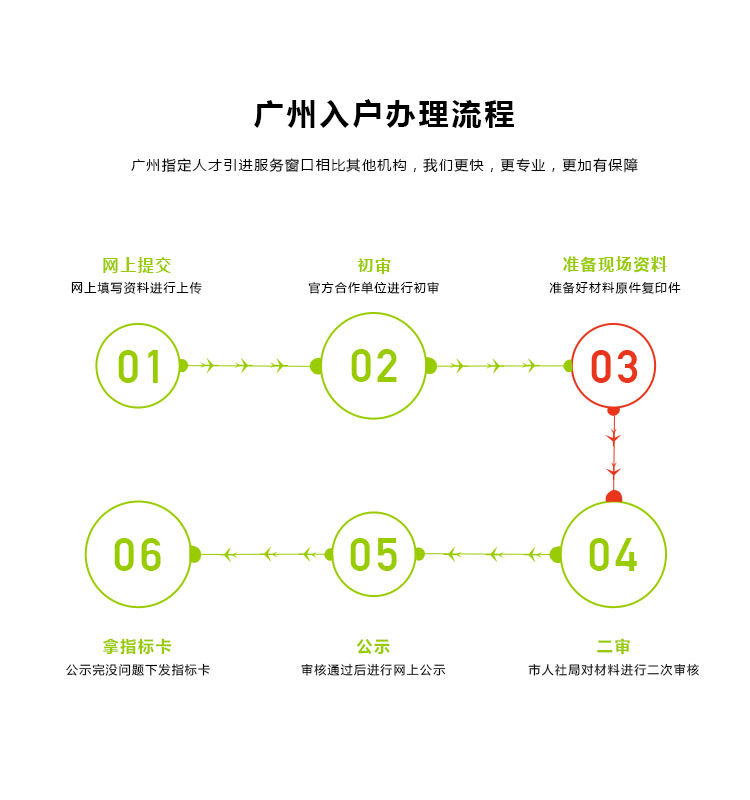 广州入户办理流程
广州指定人才引进服务窗口相比其他机构，我们更快，更专业，更加有保障
网上提交
网上填写资料进行上传
01
初审
官方合作单位进行初审
02
准备现场资料
准备好材料原件复印件
03
04
二审
市人社局对材料进行二次审核
05
公示
审核通过后进行网上公示
06
拿指标卡
公示完没问题下发指标卡